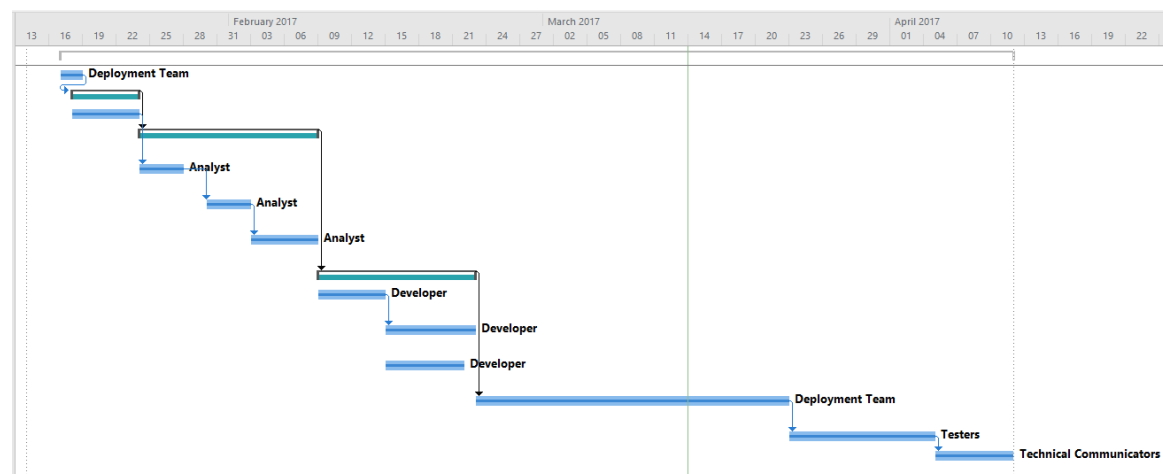 February 2017 March 2017 April 2017
13 16 19 22 25 28 31 03 06 09 12 15 18 21 24 27 02 05 08 11 14 17 20 23 26 29 01 04 07 10 13 16 19 22
Deployment Team
Analyst
Analyst
Analyst
Developer
Developer
Developer
Deployment Team
Testers
Technical Communicators